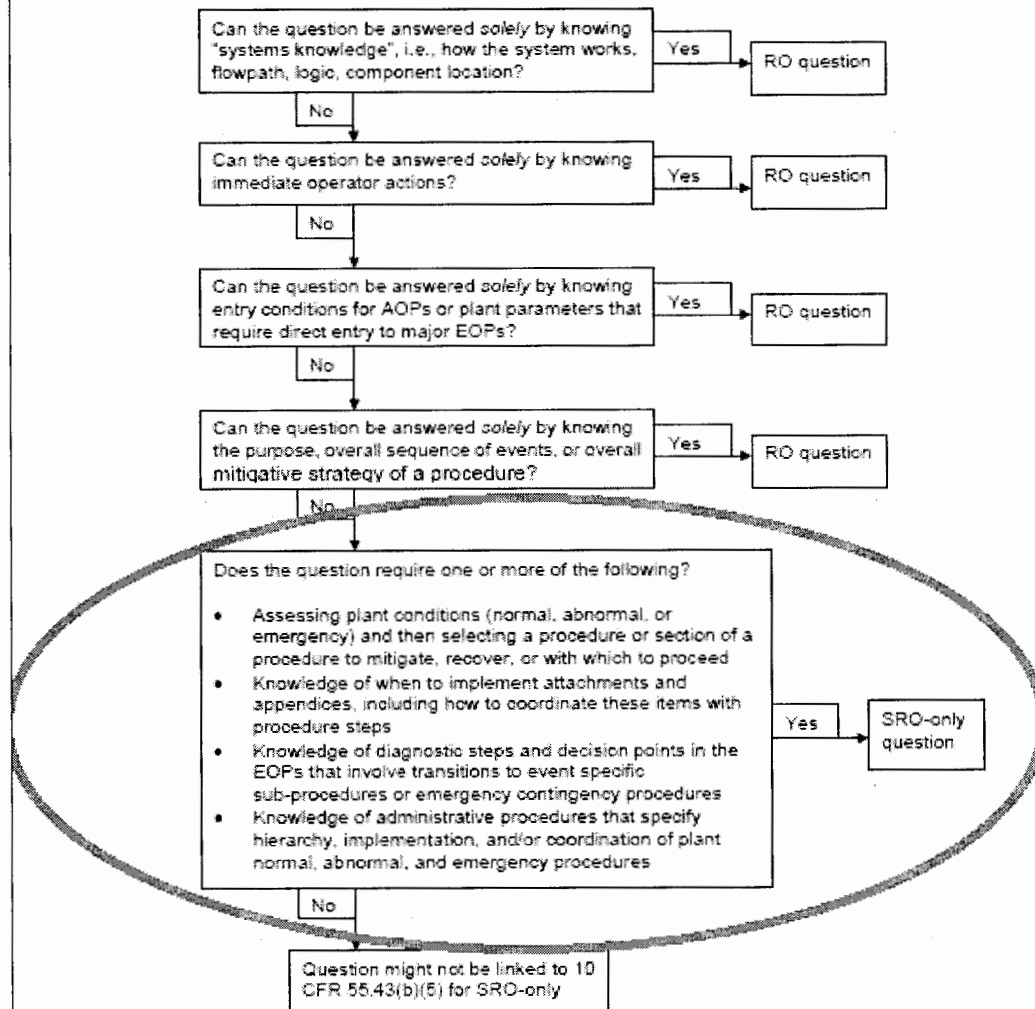 Can the question be answered solely by knowing
"systems knowledge", i.e., how the system works,
flowpath, logic, component location?
Yes
RO question
No
Can the question be answered solely by knowing
immediate operator actions?
Yes
RO question
No
Can the question be answered solely by knowing
entry conditions for AOPs or plant parameters that
require direct entry to major EOPs?
Yes
RO question
No
Can the question be answered solely by knowing
the purpose, overall sequence of events, or overall
mitigative strategy of a procedure?
Yes
RO question
No
Does the question require one or more of the following?
• Assessing plant conditions (normal, abnormal, or
emergency) and then selecting a procedure or section of a
procedure to mitigate, recover, or with which to proceed
• Knowledge of when to implement attachments and
appendices, including how to coordinate these items with
procedure steps
• Knowledge of diagnostic steps and decision points in the
EOPs that involve transitions to event specific
sub-procedures or emergency contingency procedures
• Knowledge of administrative procedures that specify
hierarchy, implementation, and/or coordination of plant
normal, abnormal, and emergency procedures
Yes
SRO-only
question
No
Question might not be linked to 10
CFR 55.43(b)(5) for SRO-only